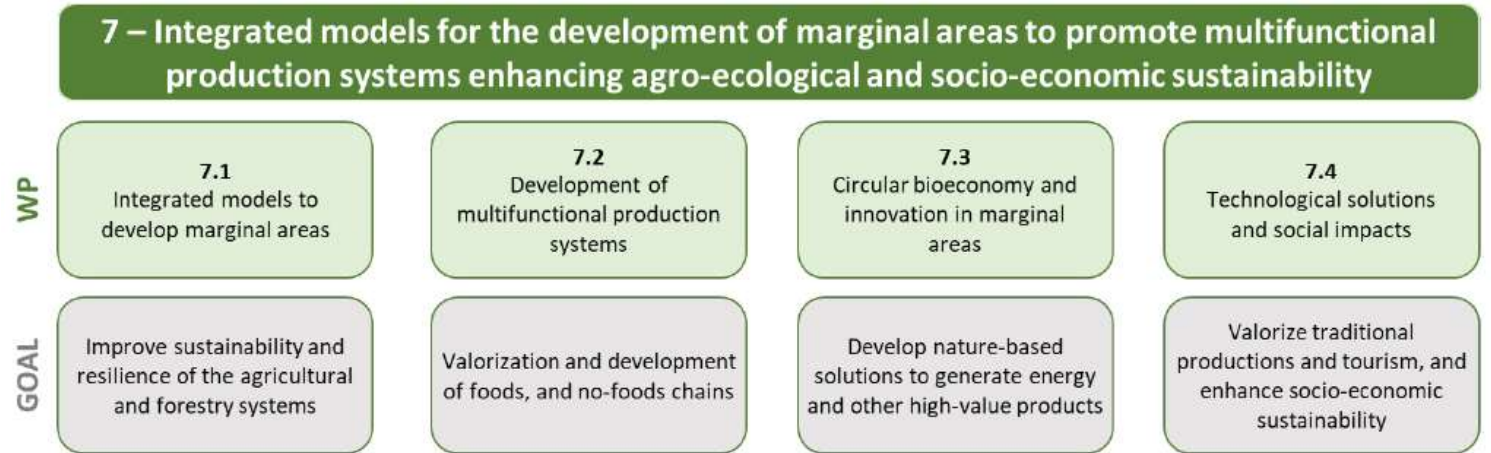 7 – Integrated models for the development of marginal areas to promote multifunctional
production systems enhancing agro-ecological and socio-economic sustainability
WP
7.1
Integrated models to
develop marginal areas
7.2
Development of
multifunctional production
systems
7.3
Circular bioeconomy and
innovation in marginal
areas
7.4
Technological solutions
and social impacts
GOAL
Improve sustainability and
resilience of the agricultural
and forestry systems
Valorization and development
of foods, and no-foods chains
Develop nature-based
solutions to generate energy
and other high-value products
Valorize traditional
productions and tourism, and
enhance socio-economic
sustainability